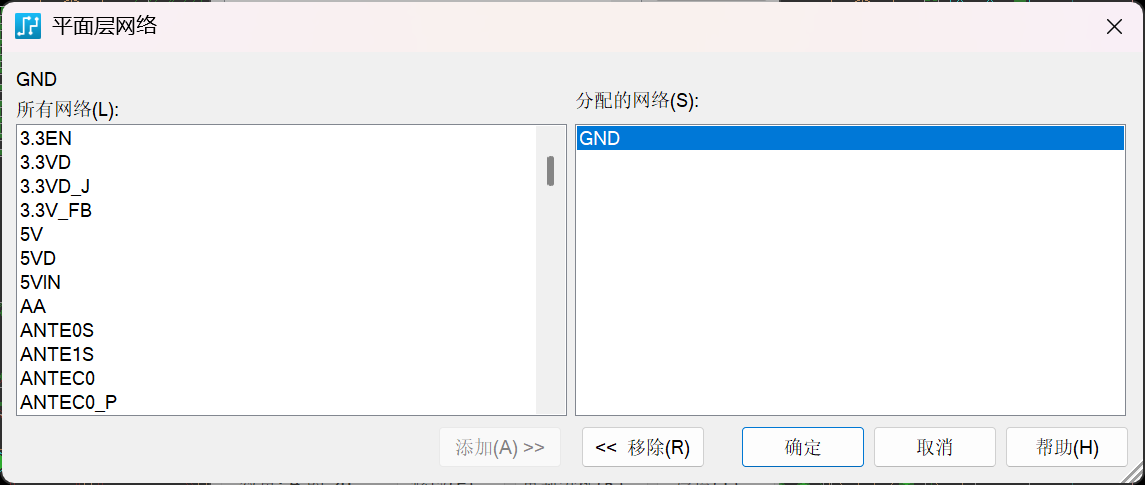 平面层网络
GND
所有网络(L):
分配的网络(S):
3.3EN
3.3VD
3.3VD_J
3.3V_FB
5V
5VD
5VIN
AA
ANTE0S
ANTE1S
ANTEC0
ANTEC0_P
GND
添加(A) >>
<< 移除(R)
确定
取消
帮助(H)